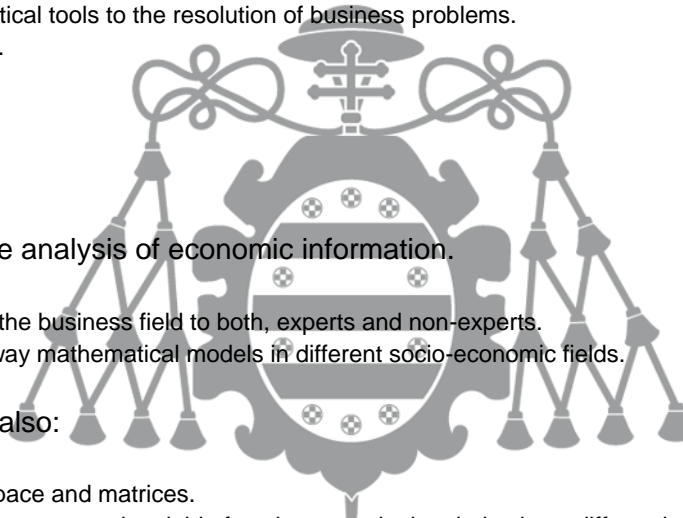 tical tools to the resolution of business problems.
.
e analysis of economic information.
the business field to both, experts and non-experts.
way mathematical models in different socio-economic fields.
also:
pace and matrices.